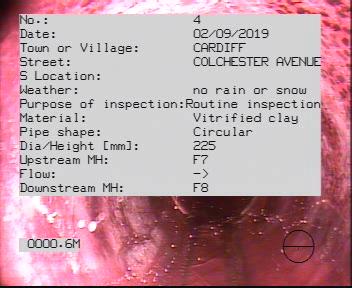 No.: 4
Date: 02/09/2019
Town or Village: CARDIFF
Street: COLCHESTER AVENUE
S Location:
Weather: no rain or snow
Purpose of inspection:Routine inspection
Material: Vitrified clay
Pipe shape: Circular
Dia/Height [mm]: 225
Upstream MH: F7
Flow: ->
Downstream MH: F8
0000.6M